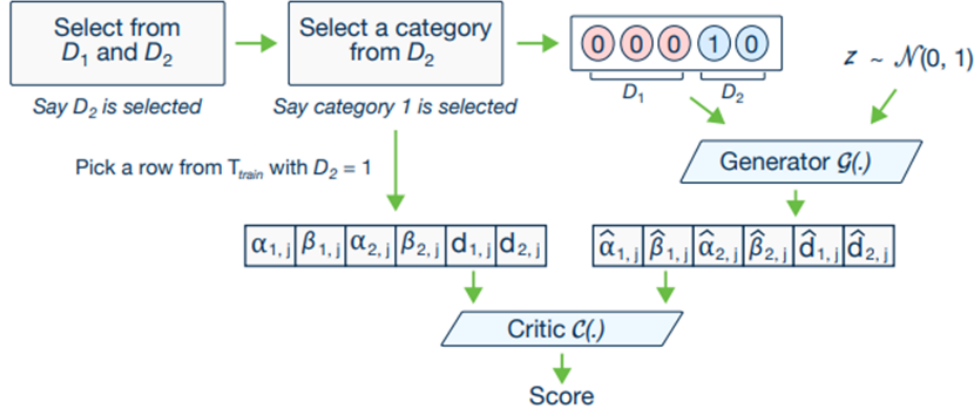 Select from
D₁ and D₂
Select a category
from D₂
0 0 0 1 0
D₁ D₂
z ~ 𝒩(0, 1)
Say D₂ is selected
Say category 1 is selected
Pick a row from T_train with D₂ = 1
Generator 𝒢(.)
α₁,ⱼ β₁,ⱼ α₂,ⱼ β₂,ⱼ d₁,ⱼ d₂,ⱼ
α̂₁,ⱼ β̂₁,ⱼ α̂₂,ⱼ β̂₂,ⱼ d̂₁,ⱼ d̂₂,ⱼ
Critic 𝒞(.)
Score